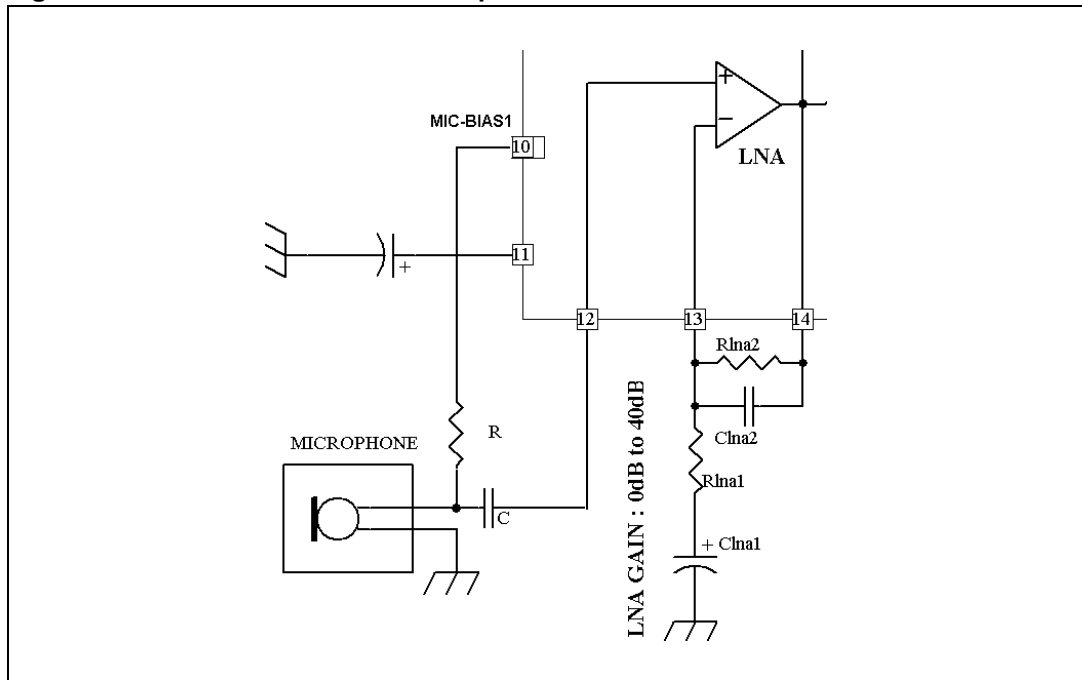 MIC-BIAS1
10
+
−
LNA
11
+
12
13
14
Rlna2
Clna2
R
MICROPHONE
C
Rlna1
+ Clna1
LNA GAIN : 0dB to 40dB